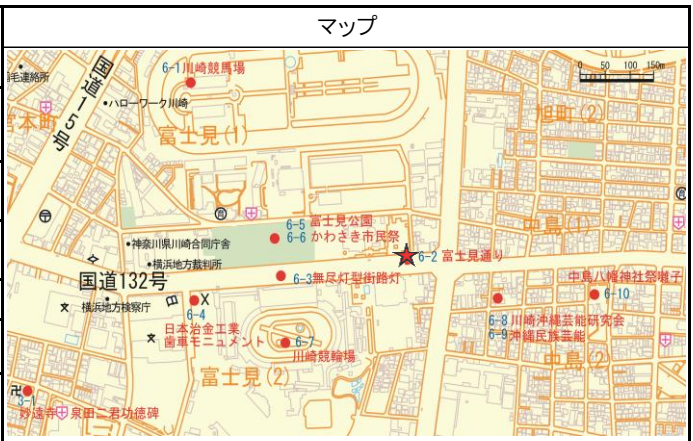 マップ
6-1川崎競馬場
0 50 100 150m
毛連絡所
国道15号
ハローワーク川崎
宮本町
富士見(1)
旭町(2)
6-5 富士見公園
6-6 かわさき市民祭
中島(1)
神奈川県川崎合同庁舎
6-2 富士見通り
横浜地方裁判所
国道132号
6-3無尽灯型街路灯
中島八幡神社祭囃子
6-10
横浜地方検察庁
X
6-4
日本冶金工業
歯車モニュメント
6-7
川崎競輪場
6-8 川崎沖縄芸能研究会
6-9沖縄民族芸能
中島(2)
富士見(2)
3-1
妙遠寺
泉田二君功徳碑